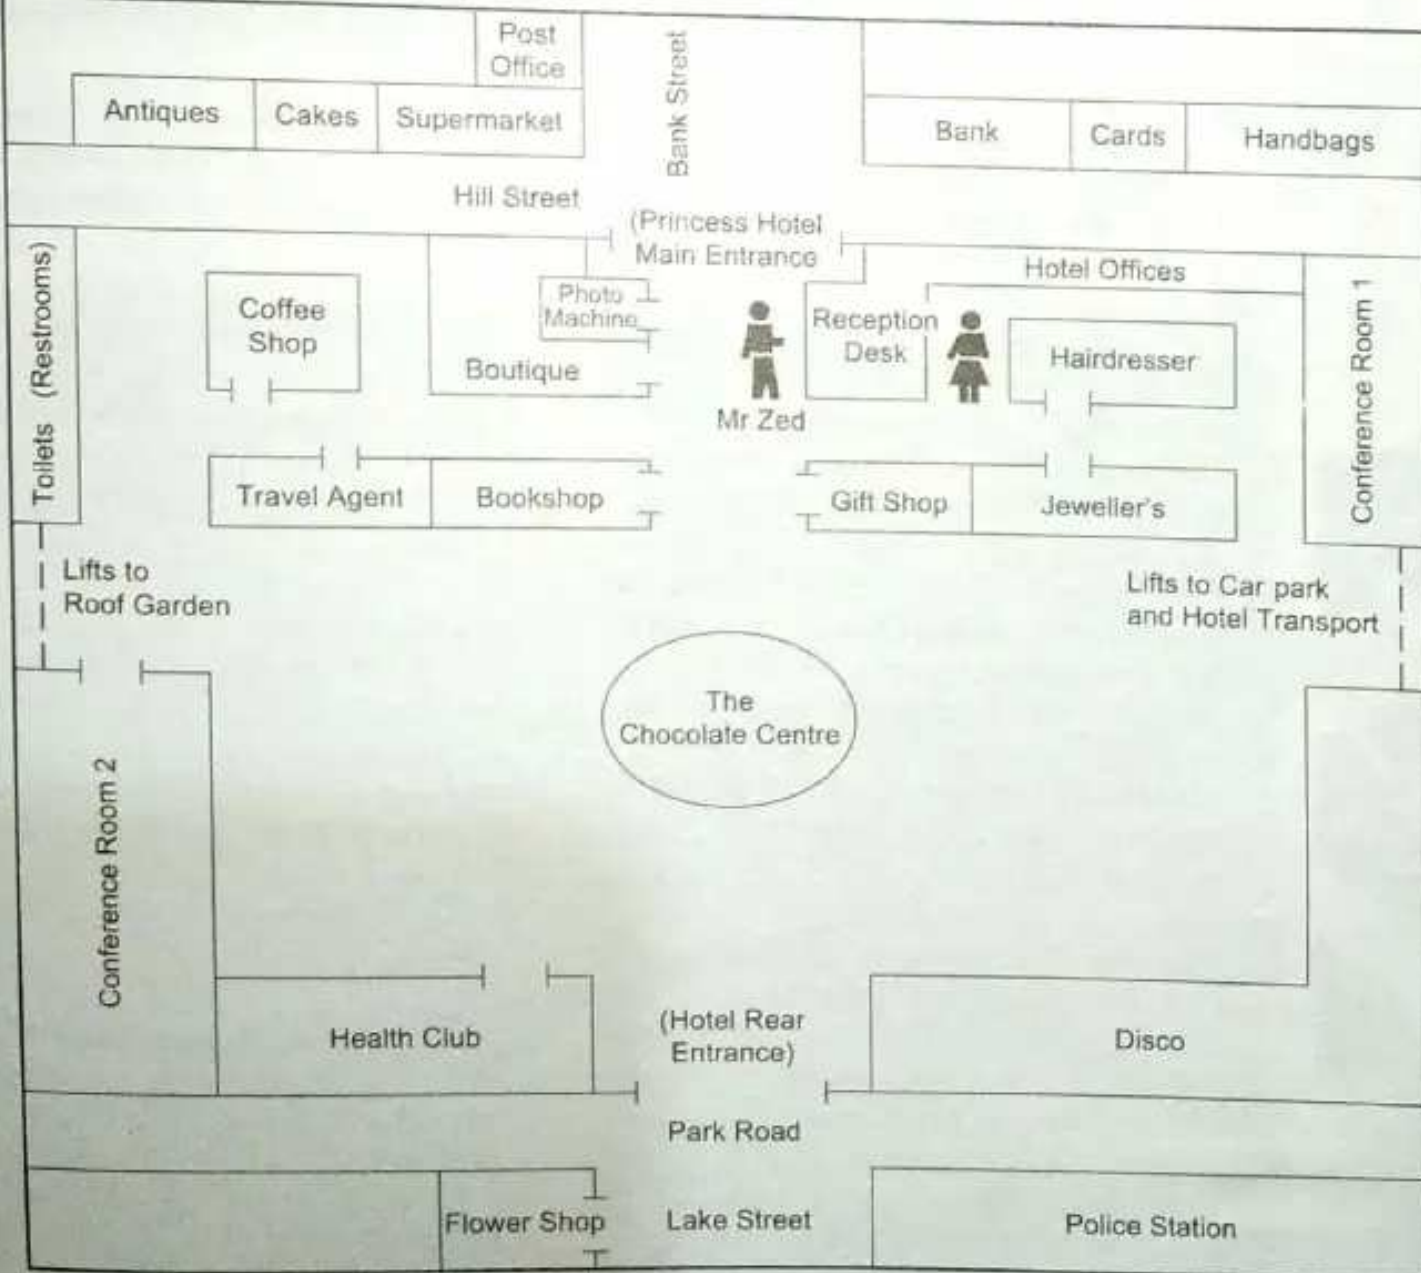 Post
Office
Bank Street
Antiques
Cakes
Supermarket
Bank
Cards
Handbags
Hill Street
(Princess Hotel
Main Entrance
Hotel Offices
Toilets (Restrooms)
Coffee
Shop
Photo
Machine
Boutique
Mr Zed
Reception
Desk
Hairdresser
Conference Room 1
Travel Agent
Bookshop
Gift Shop
Jeweller's
Lifts to
Roof Garden
Lifts to Car park
and Hotel Transport
The
Chocolate Centre
Conference Room 2
Health Club
(Hotel Rear
Entrance)
Disco
Park Road
Flower Shop
Lake Street
Police Station